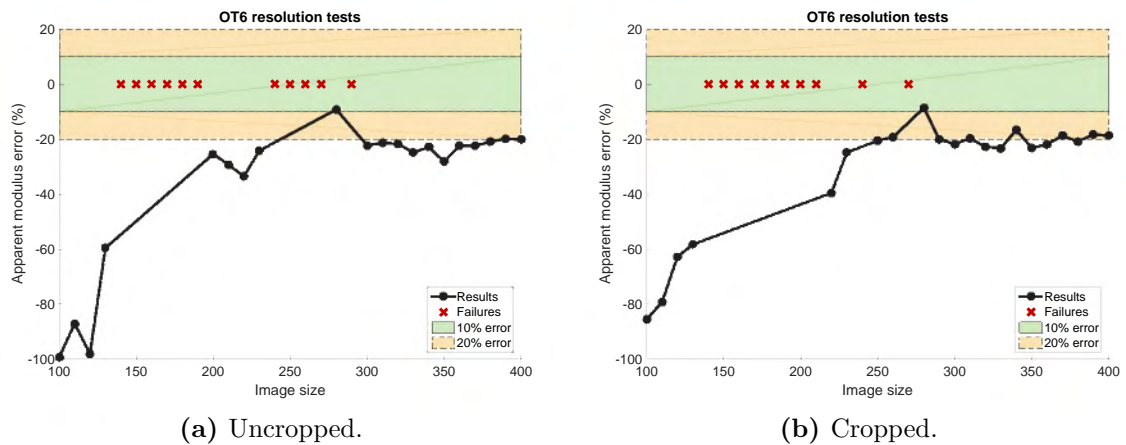 OT6 resolution tests
20
0
-20
-40
-60
-80
-100
Apparent modulus error (%)
100
150
200
250
300
350
400
Image size
Results
Failures
10% error
20% error
(a) Uncropped.
OT6 resolution tests
20
0
-20
-40
-60
-80
-100
Apparent modulus error (%)
100
150
200
250
300
350
400
Image size
Results
Failures
10% error
20% error
(b) Cropped.